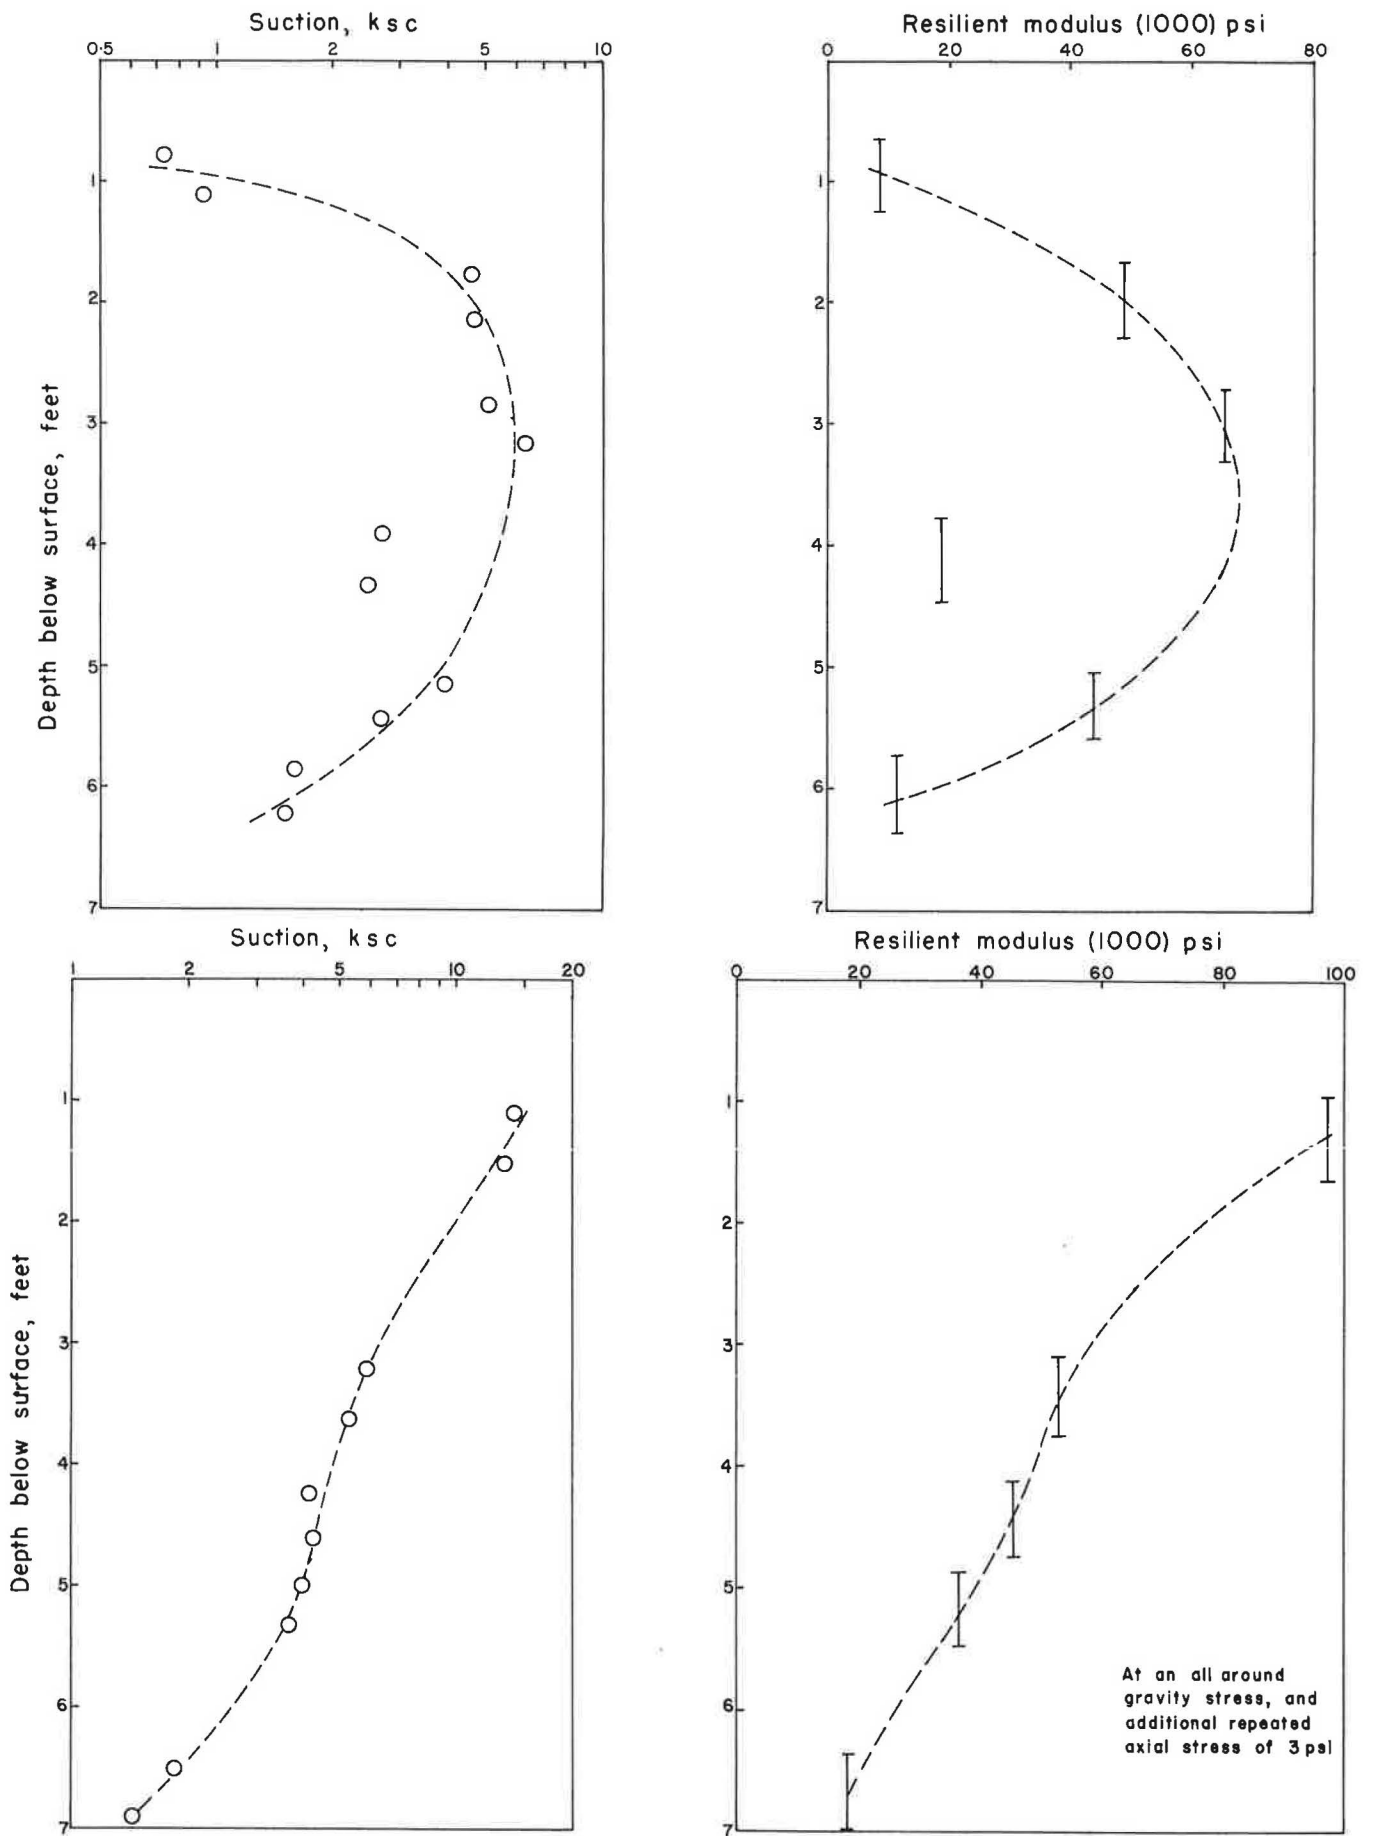 Suction, ksc
0.5 1 2 5 10
Depth below surface, feet
1
2
3
4
5
6
7
Resilient modulus (1000) psi
0 20 40 60 80
1
2
3
4
5
6
7
Suction, ksc
1 2 5 10 20
Depth below surface, feet
1
2
3
4
5
6
7
Resilient modulus (1000) psi
0 20 40 60 80 100
1
2
3
4
5
6
7
At an all around
gravity stress, and
additional repeated
axial stress of 3 psi